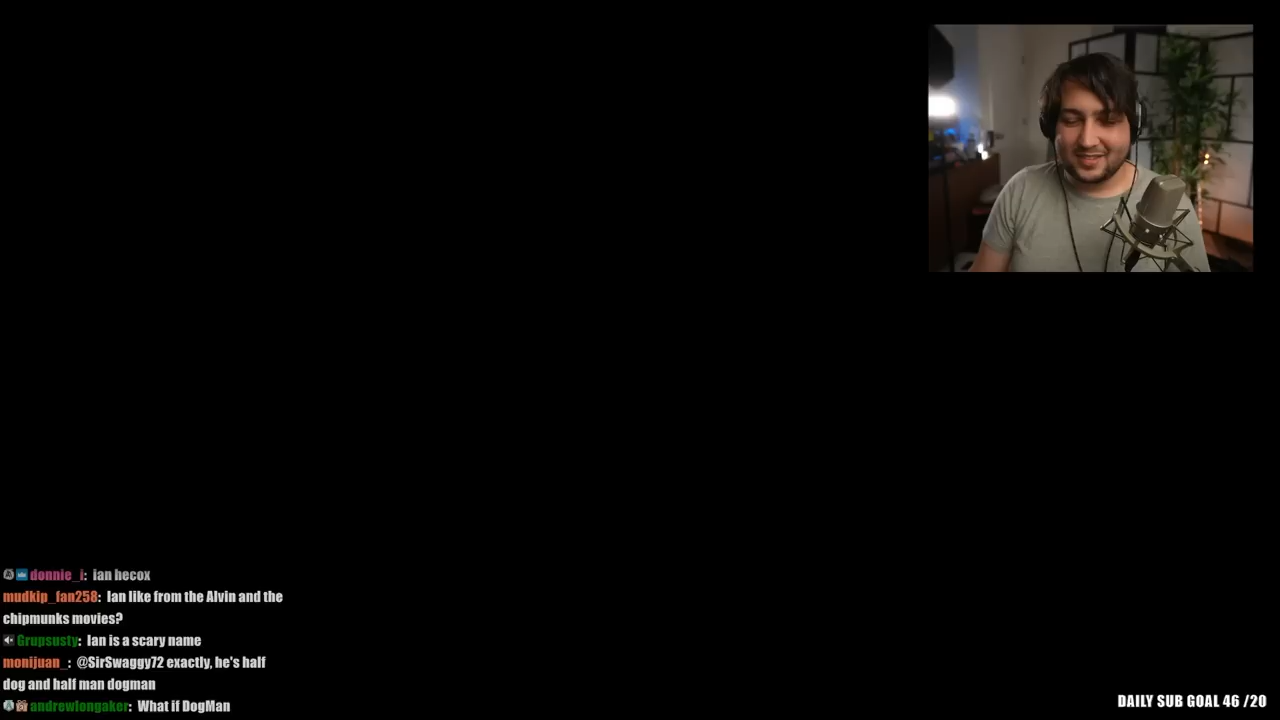 donnie_i: ian hecox
mudkip_fan258: Ian like from the Alvin and the
chipmunks movies?
Grupsusty: Ian is a scary name
monijuan_: @SirSwaggy72 exactly, he's half
dog and half man dogman
andrewlongaker: What if DogMan
DAILY SUB GOAL 46 /20